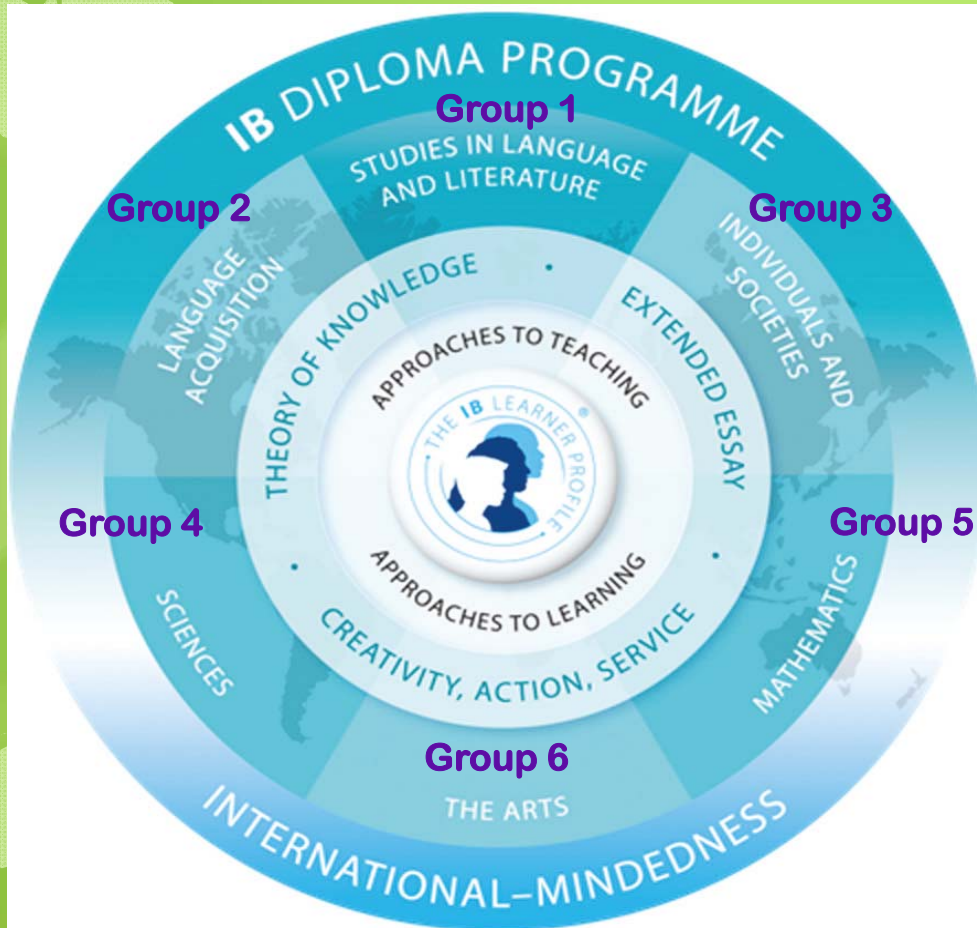 IB DIPLOMA PROGRAMME
Group 1
STUDIES IN LANGUAGE
AND LITERATURE
Group 2
LANGUAGE
ACQUISITION
Group 3
INDIVIDUALS AND
SOCIETIES
THEORY OF KNOWLEDGE
EXTENDED ESSAY
APPROACHES TO TEACHING
THE IB LEARNER PROFILE
®
APPROACHES TO LEARNING
CREATIVITY, ACTION, SERVICE
Group 4
SCIENCES
Group 5
MATHEMATICS
Group 6
THE ARTS
INTERNATIONAL–MINDEDNESS